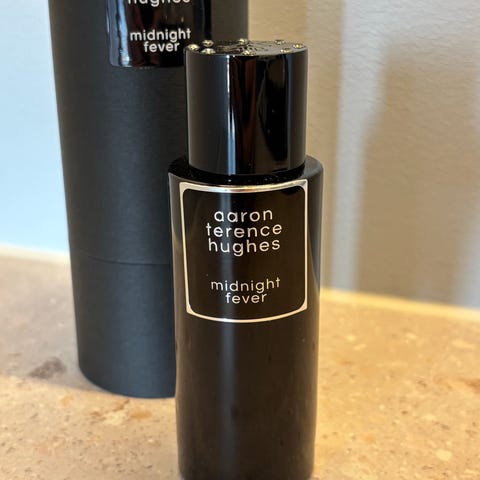 hughes
midnight
fever
aaron
terence
hughes
midnight
fever